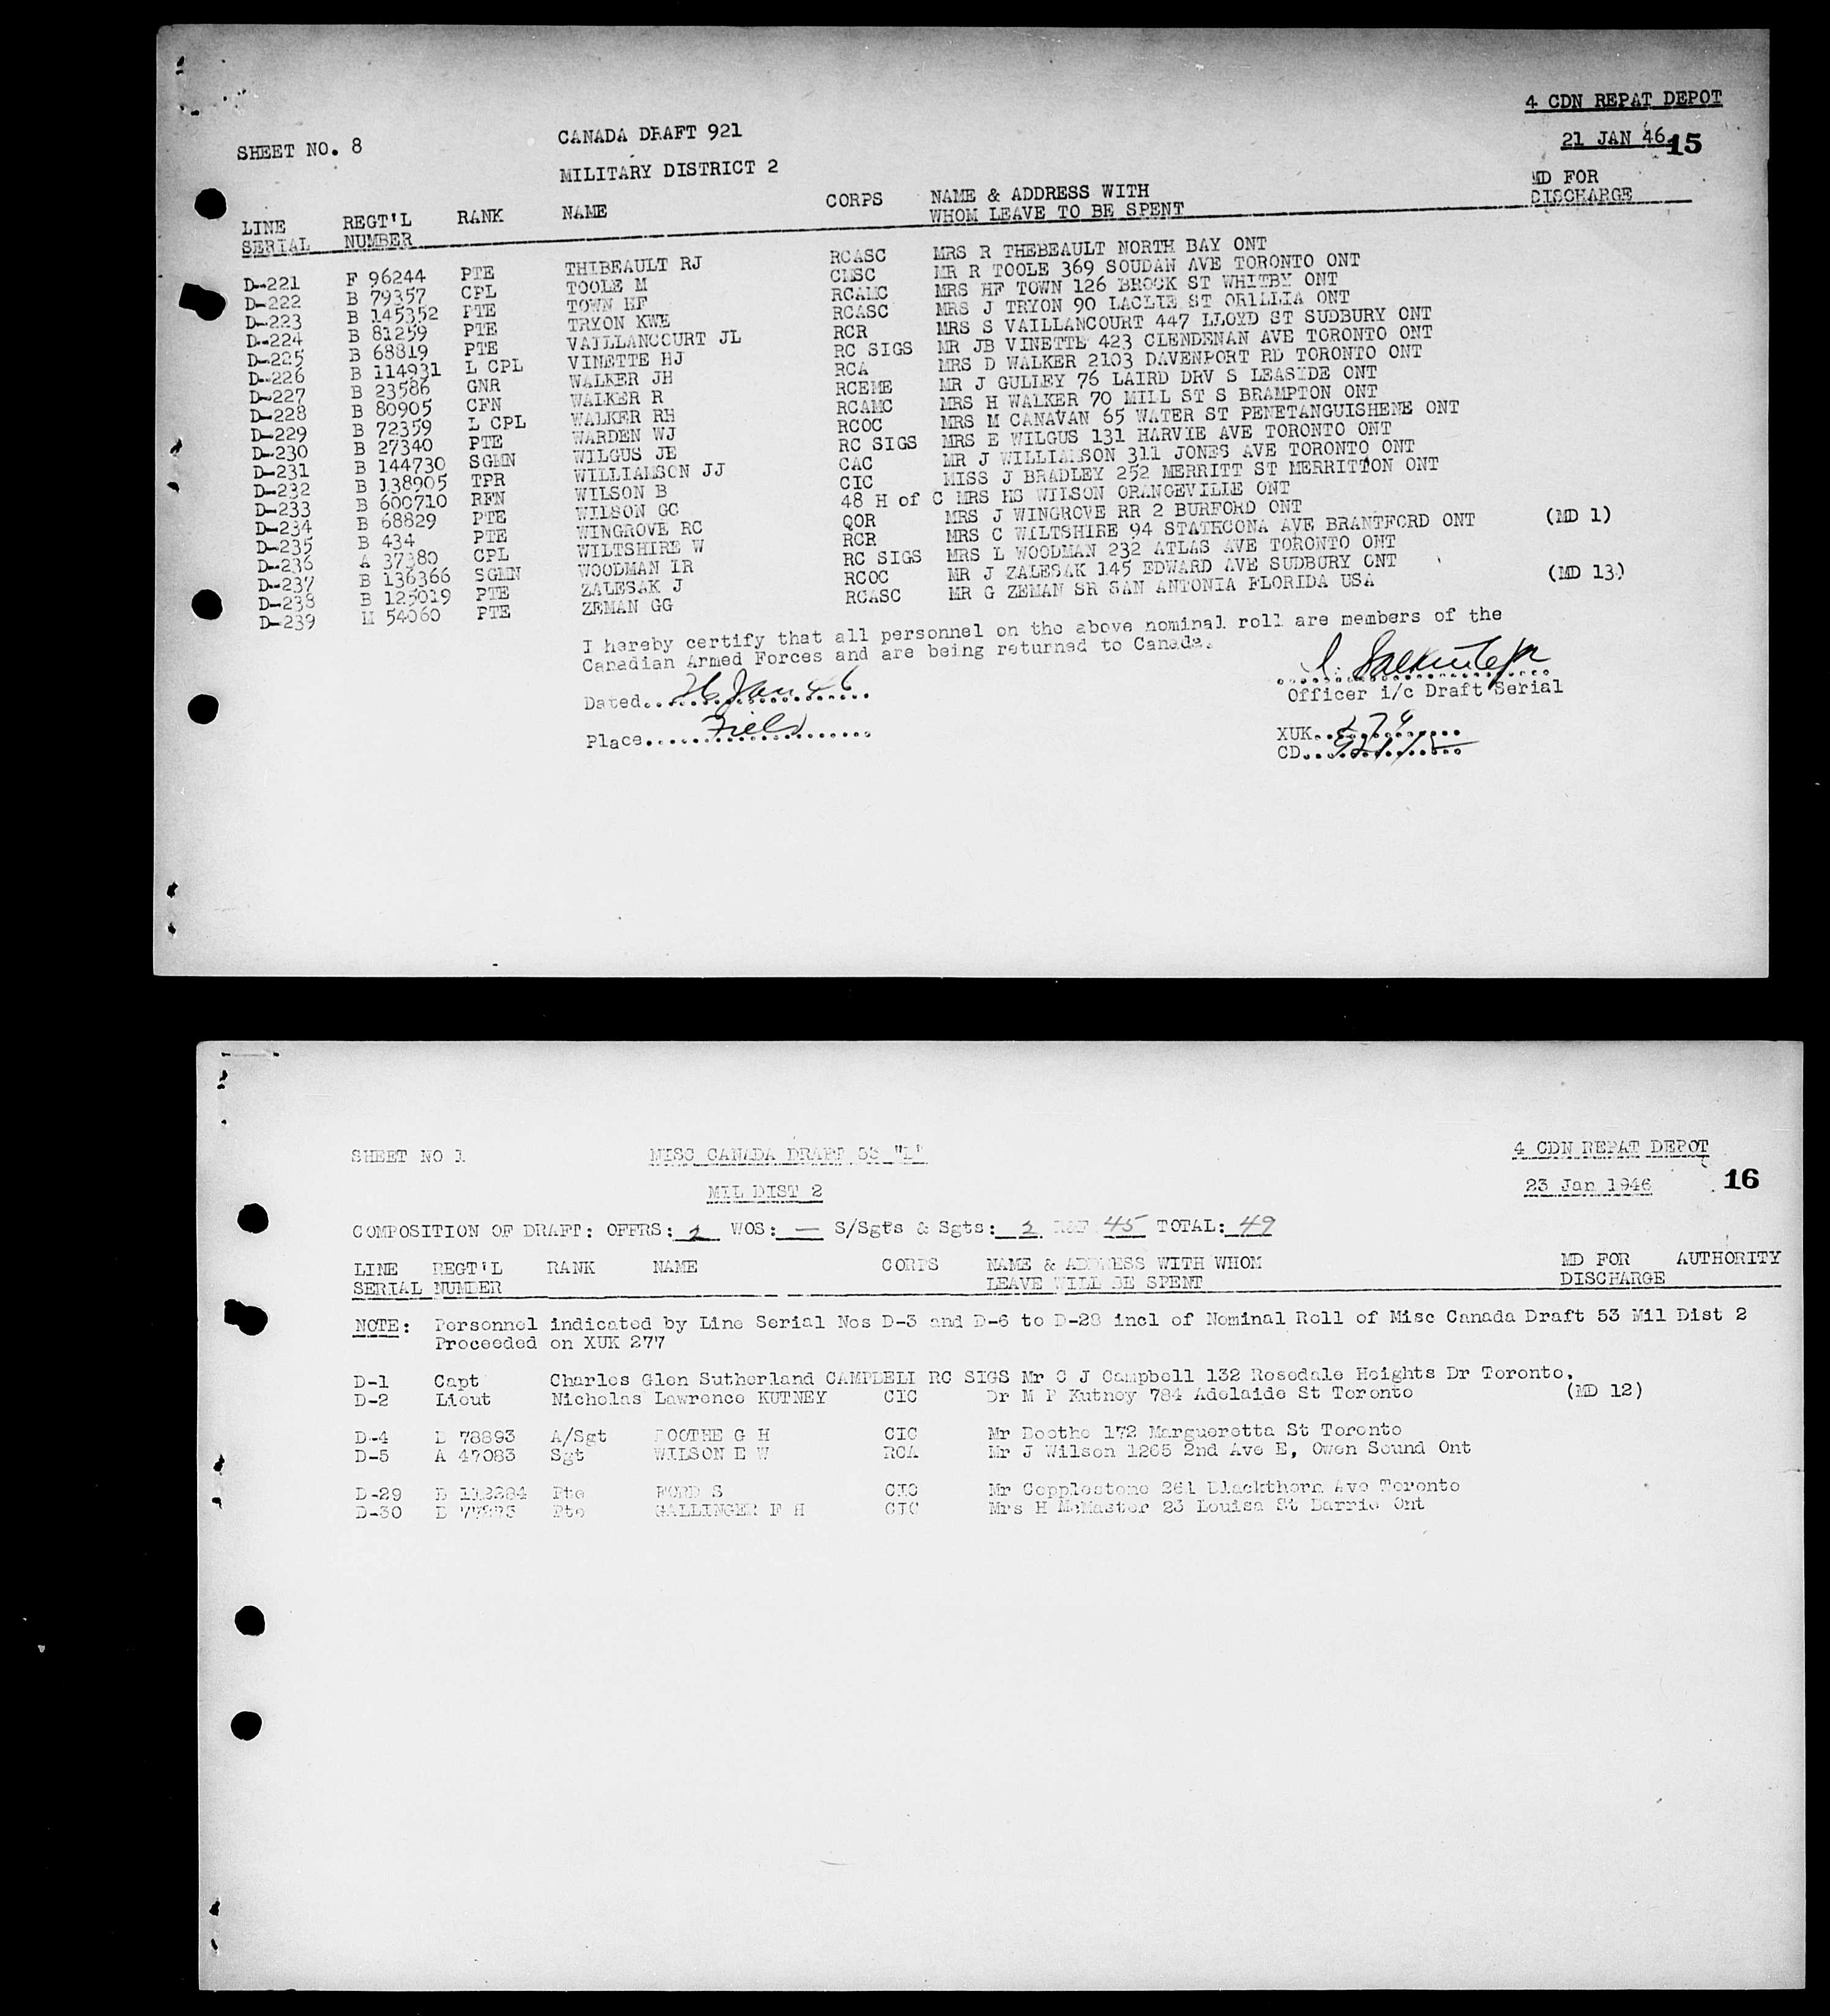 4 CDN REPAT DEPOT
SHEET NO. 8 CANADA DRAFT 921 21 JAN 46 15
MILITARY DISTRICT 2
LINE SERIAL REGT'L NUMBER RANK NAME CORPS NAME & ADDRESS WITH WHOM LEAVE TO BE SPENT MD FOR DISCHARGE
D-221 F 96244 PTE THIBEAULT RJ RCASC MRS R THEBEAULT NORTH BAY ONT
D-222 B 79357 CPL TOOLE M CMSC MR R TOOLE 369 SOUDAN AVE TORONTO ONT
D-223 B 145352 PTE TOWN HF RCAMC MRS HF TOWN 126 BROCK ST WHITBY ONT
D-224 B 81259 PTE TRYON KWE RCASC MRS J TRYON 90 LACLIE ST ORILLIA ONT
D-225 B 68819 PTE VAILLANCOURT JL RCR MRS S VAILLANCOURT 447 LLOYD ST SUDBURY ONT
D-226 B 114931 L CPL VINETTE HJ RC SIGS MR JB VINETTE 423 CLENDENAN AVE TORONTO ONT
D-227 B 23586 GNR WALKER JH RCA MRS D WALKER 2103 DAVENPORT RD TORONTO ONT
D-228 B 80905 CFN WALKER R RCEME MR J GULLEY 76 LAIRD DRV S LEASIDE ONT
D-229 B 72359 L CPL WALKER RH RCAMC MRS H WALKER 70 MILL ST S BRAMPTON ONT
D-230 B 27340 PTE WARDEN WJ RCOC MRS M CANAVAN 65 WATER ST PENETANGUISHENE ONT
D-231 B 144730 SGMN WILGUS JE RC SIGS MRS E WILGUS 131 HARVIE AVE TORONTO ONT
D-232 B 138905 TPR WILLIAMSON JJ CAC MR J WILLIAMSON 311 JONES AVE TORONTO ONT
D-233 B 600710 RFN WILSON B CIC MISS J BRADLEY 252 MERRITT ST MERRITTON ONT
D-234 B 68829 PTE WILSON GC 48 H of C MRS HS WILSON ORANGEVILLE ONT
D-235 B 434 PTE WINGROVE RC QOR MRS J WINGROVE RR 2 BURFORD ONT
D-236 A 37380 CPL WILTSHIRE W RCR MRS C WILTSHIRE 94 STATHCONA AVE BRANTFORD ONT (MD 1)
D-237 B 136366 SGMN WOODMAN IR RC SIGS MRS L WOODMAN 232 ATLAS AVE TORONTO ONT
D-238 B 125019 PTE ZALESAK J RCOC MR J ZALESAK 145 EDWARD AVE SUDBURY ONT
D-239 M 54060 PTE ZEMAN GG RCASC MR G ZEMAN SR SAN ANTONIA FLORIDA USA (MD 13)
I hereby certify that all personnel on the above nominal roll are members of the
Canadian Armed Forces and are being returned to Canada.
Dated 26 Jan 46
Officer i/c Draft Serial
Place Field
XUK
CD
SHEET NO 1 MISC CANADA DRAFT 53 "L" 4 CDN REPAT DEPOT
MIL DIST 2 23 Jan 1946 16
COMPOSITION OF DRAFT: OFFRS: 2 WOS: — S/Sgts & Sgts: 2 R&F 45 TOTAL: 49
LINE SERIAL REGT'L NUMBER RANK NAME CORPS NAME & ADDRESS WITH WHOM LEAVE WILL BE SPENT MD FOR DISCHARGE AUTHORITY
NOTE: Personnel indicated by Line Serial Nos D-3 and D-6 to D-28 incl of Nominal Roll of Misc Canada Draft 53 Mil Dist 2
Proceeded on XUK 277
D-1 Capt Charles Glen Sutherland CAMPBELL RC SIGS Mr C J Campbell 132 Rosedale Heights Dr Toronto.
D-2 Lieut Nicholas Lawrence KUTNEY CIC Dr M P Kutney 784 Adelaide St Toronto (MD 12)
D-4 B 78893 A/Sgt BOOTHE G H CIC Mr Boothe 172 Margueretta St Toronto
D-5 A 47083 Sgt WILSON E W RCA Mr J Wilson 1265 2nd Ave E, Owen Sound Ont
D-29 B Pte FORD S CIC Mr Copplestone 261 Blackthorn Ave Toronto
D-30 B Pte GALLINGER F H CIC Mrs H McMaster 23 Louisa St Barrie Ont